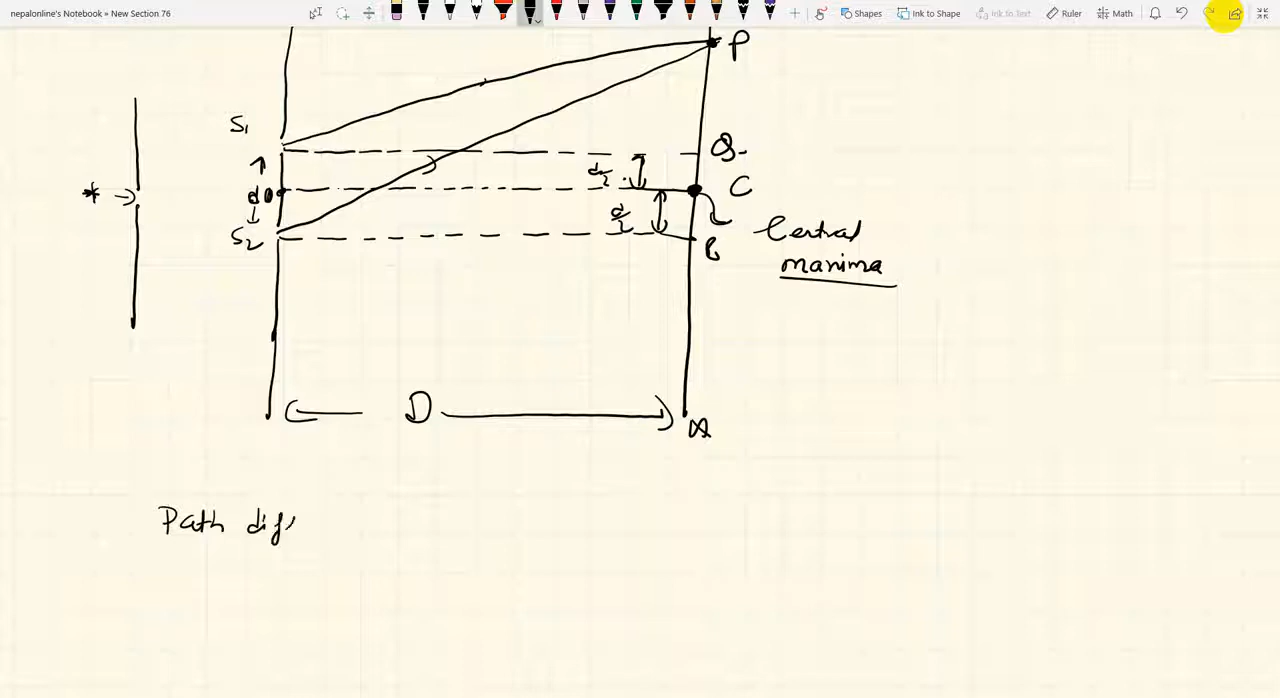 nepalonline's Notebook » New Section 76
Shapes
Ink to Shape
Ink to Text
Ruler
Math
P
S1
Q
d/2
C
d
S2
d/2
Central
maxima
D
Path dif